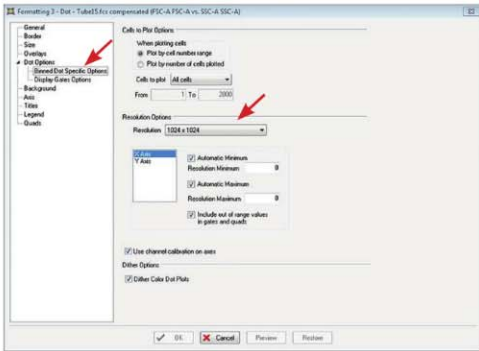 Formatting 3 - Dot - Tube15.fcs compensated (FSC-A FSC-A vs. SSC-A SSC-A)
General
Border
Size
Overlays
Dot Options
Binned Dot Specific Options
Display Gates Options
Background
Axis
Titles
Legend
Quads
Cells to Plot Options
When plotting cells
Plot by cell number range
Plot by number of cells plotted
Cells to plot All cells
From 1 To 2000
Resolution Options
Resolution 1024 x 1024
X Axis
Y Axis
Automatic Minimum
Resolution Minimum 0
Automatic Maximum
Resolution Maximum 0
Include out of range values
in gates and quads
Use channel calibration on axes
Dither Options
Dither Color Dot Plots
OK Cancel Preview Restore